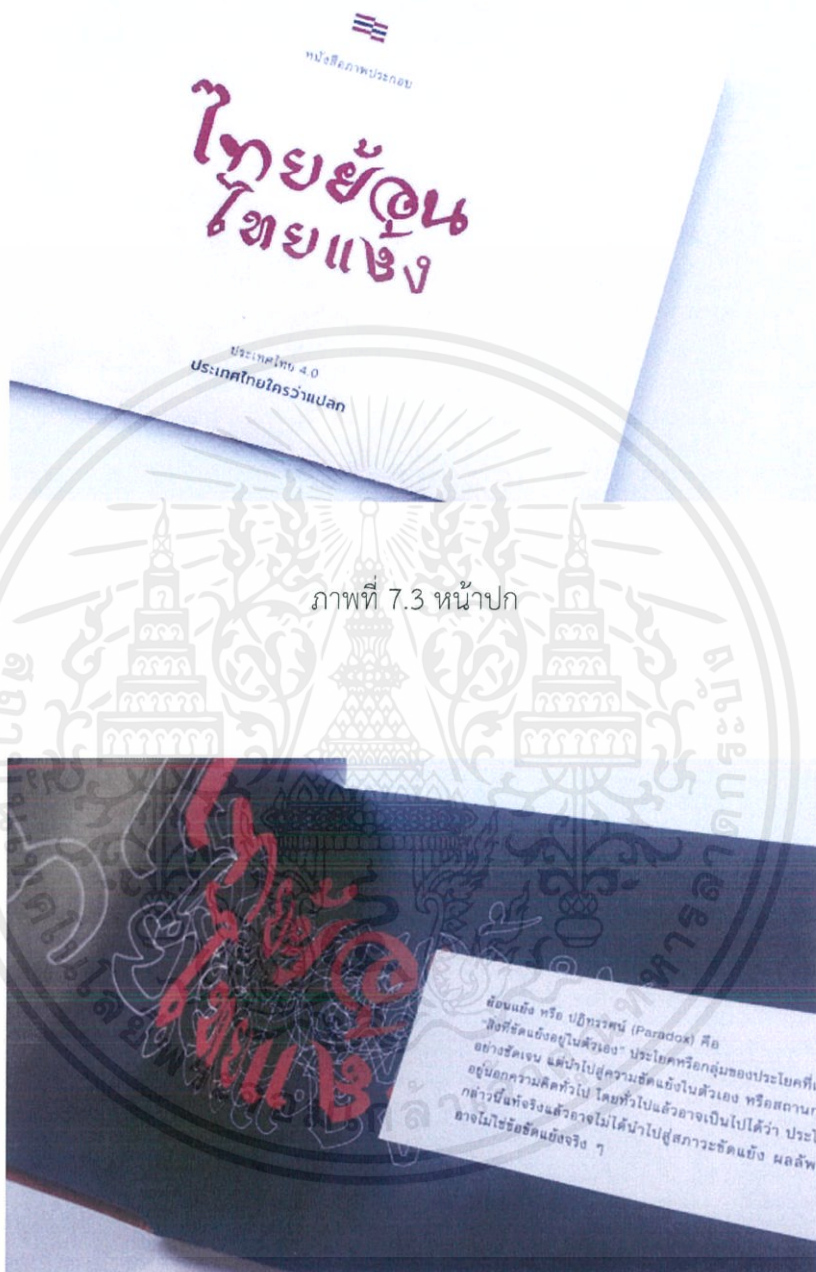 หนังสือภาพประกอบ
ไทยย้อน
ไทยแย้ง
ประเทศไทย 4.0
ประเทศไทยใครว่าแปลก
ภาพที่ 7.3 หน้าปก
ไทยย้อ
ไทยแย้
ย้อนแย้ง หรือ ปฏิทรรศน์ (Paradox) คือ
"สิ่งที่ขัดแย้งอยู่ในตัวเอง" ประโยคหรือกลุ่มของประโยคที่
อย่างชัดเจน แต่นำไปสู่ความขัดแย้งในตัวเอง หรือสถานก
อยู่นอกความคิดทั่วไป โดยทั่วไปแล้วอาจเป็นไปได้ว่า ประโ
กล่าวนี้แท้จริงแล้วอาจไม่ได้นำไปสู่สภาวะขัดแย้ง ผลลัพ
อาจไม่ใช่ข้อขัดแย้งจริง ๆ